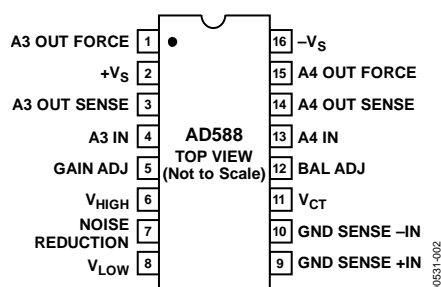 A3 OUT FORCE 1
+VS 2
A3 OUT SENSE 3
A3 IN 4
GAIN ADJ 5
VHIGH 6
NOISE
REDUCTION 7
VLOW 8
AD588
TOP VIEW
(Not to Scale)
16 –VS
15 A4 OUT FORCE
14 A4 OUT SENSE
13 A4 IN
12 BAL ADJ
11 VCT
10 GND SENSE –IN
9 GND SENSE +IN
00531-002